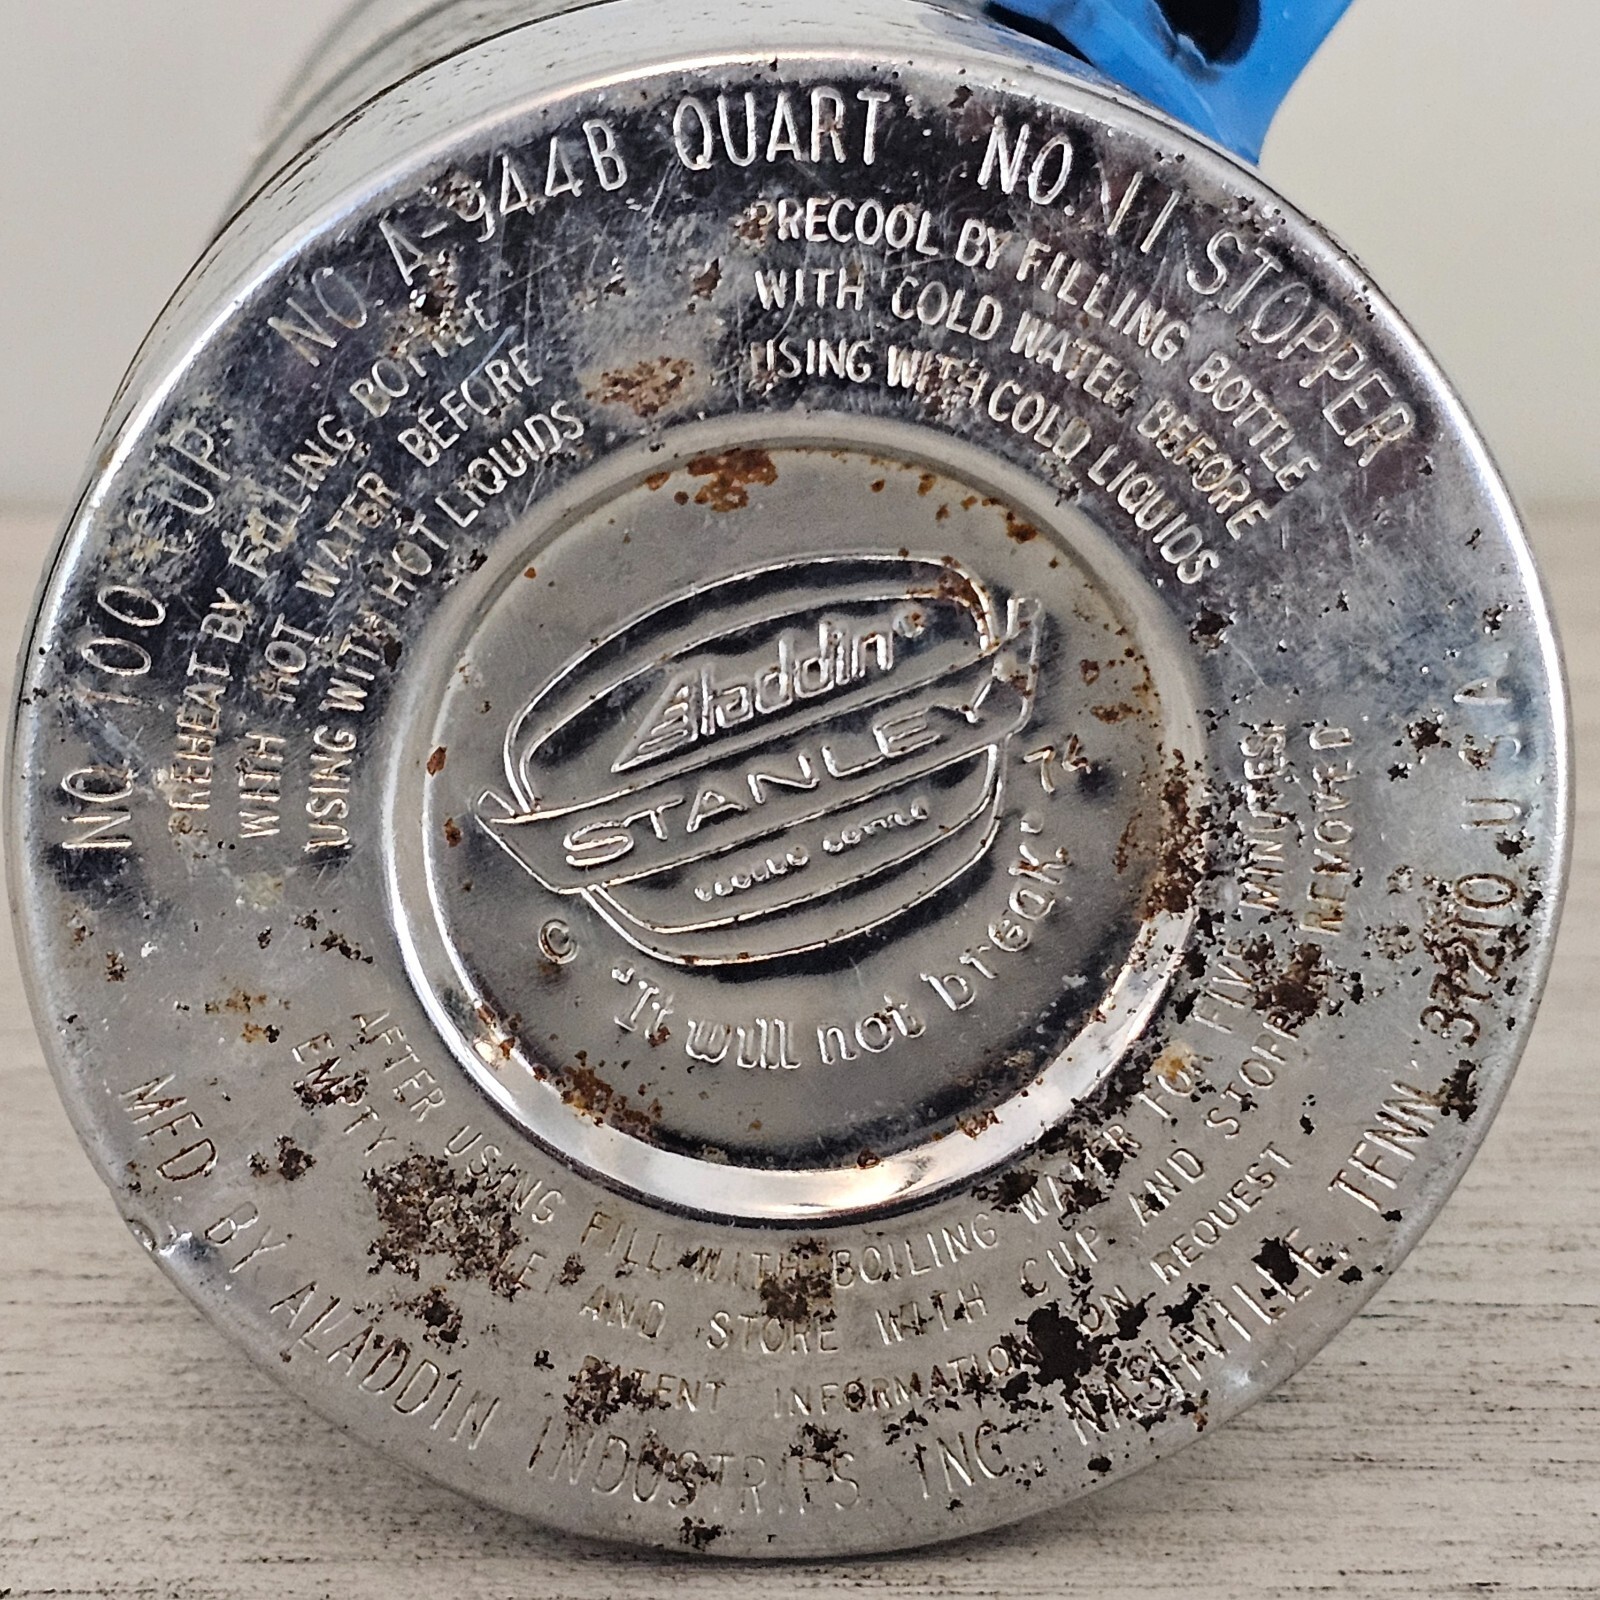 NO. 100 CUP
NO. A-944B QUART
NO. 11 STOPPER
PREHEAT BY FILLING BOTTLE
WITH HOT WATER BEFORE
USING WITH HOT LIQUIDS
PRECOOL BY FILLING BOTTLE
WITH COLD WATER BEFORE
USING WITH COLD LIQUIDS
Aladdin®
STANLEY
BOTTLE
© "It will not break" 74
AFTER USING FILL WITH BOILING WATER FOR FIVE MINUTES!
EMPTY BOTTLE AND STORE WITH CUP AND STOPPER REMOVED
PATENT INFORMATION ON REQUEST
MFD BY ALADDIN INDUSTRIES INC. NASHVILLE, TENN. 37210 U.S.A.